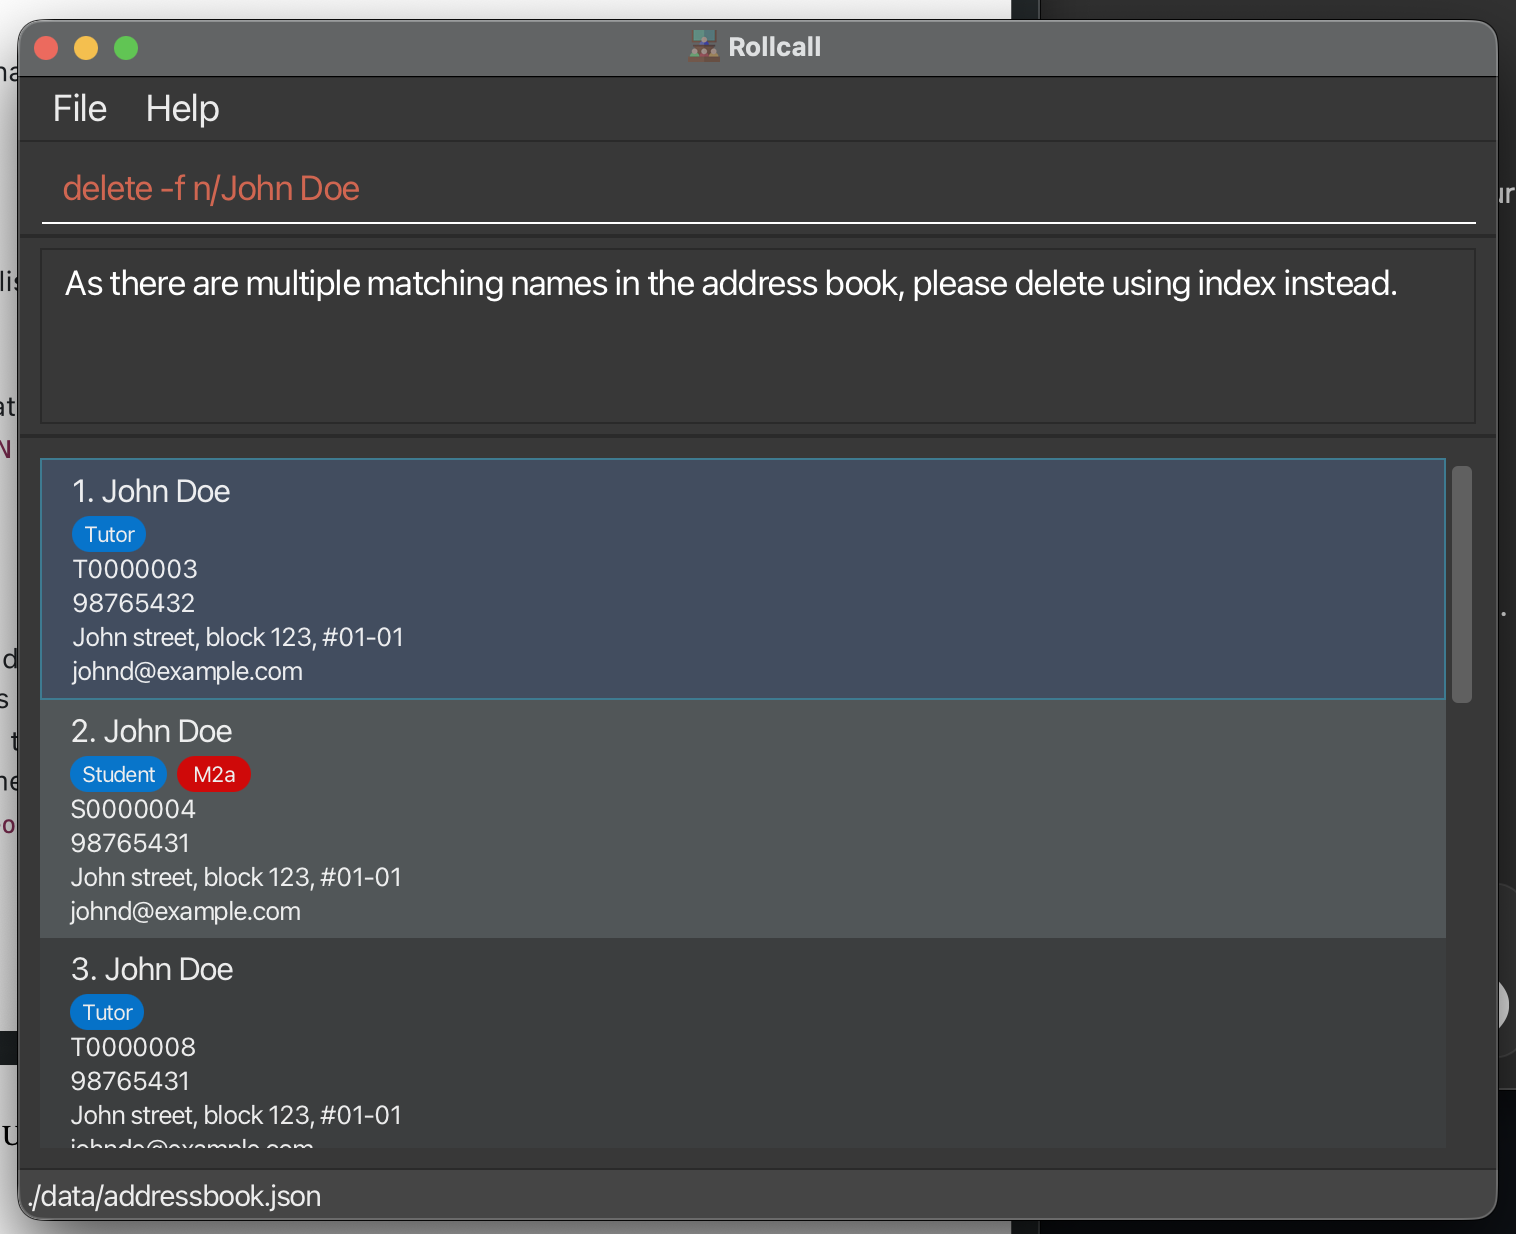 Rollcall
File Help
delete -f n/John Doe
As there are multiple matching names in the address book, please delete using index instead.
1. John Doe
Tutor
T0000003
98765432
John street, block 123, #01-01
johnd@example.com
2. John Doe
Student M2a
S0000004
98765431
John street, block 123, #01-01
johnd@example.com
3. John Doe
Tutor
T0000008
98765431
John street, block 123, #01-01
./data/addressbook.json